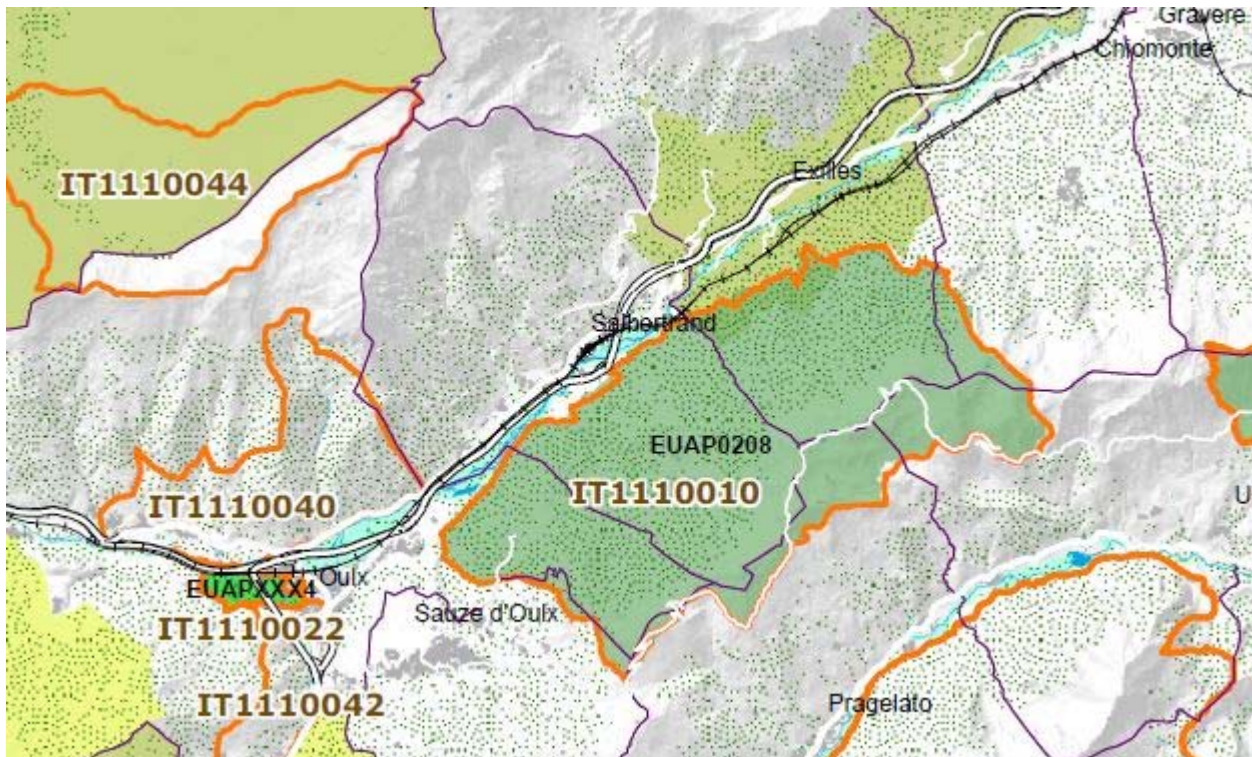 Gravere
Chiomonte
IT1110044
Exilles
Salbertrand
EUAP0208
IT1110010
IT1110040
Oulx
EUAPXXX4
Sauze d'Oulx
IT1110022
IT1110042
Pragelato
U